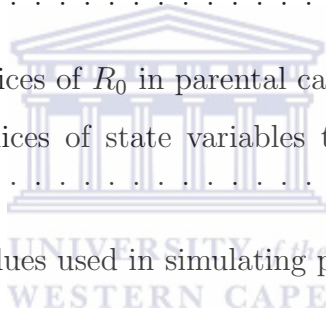 . . . . . . . . . . . . .
ices of R₀ in parental ca
ices of state variables t
. . . . . . . . . . . . .
UNIVERSITY of the
lues used in simulating p
WESTERN CAPE